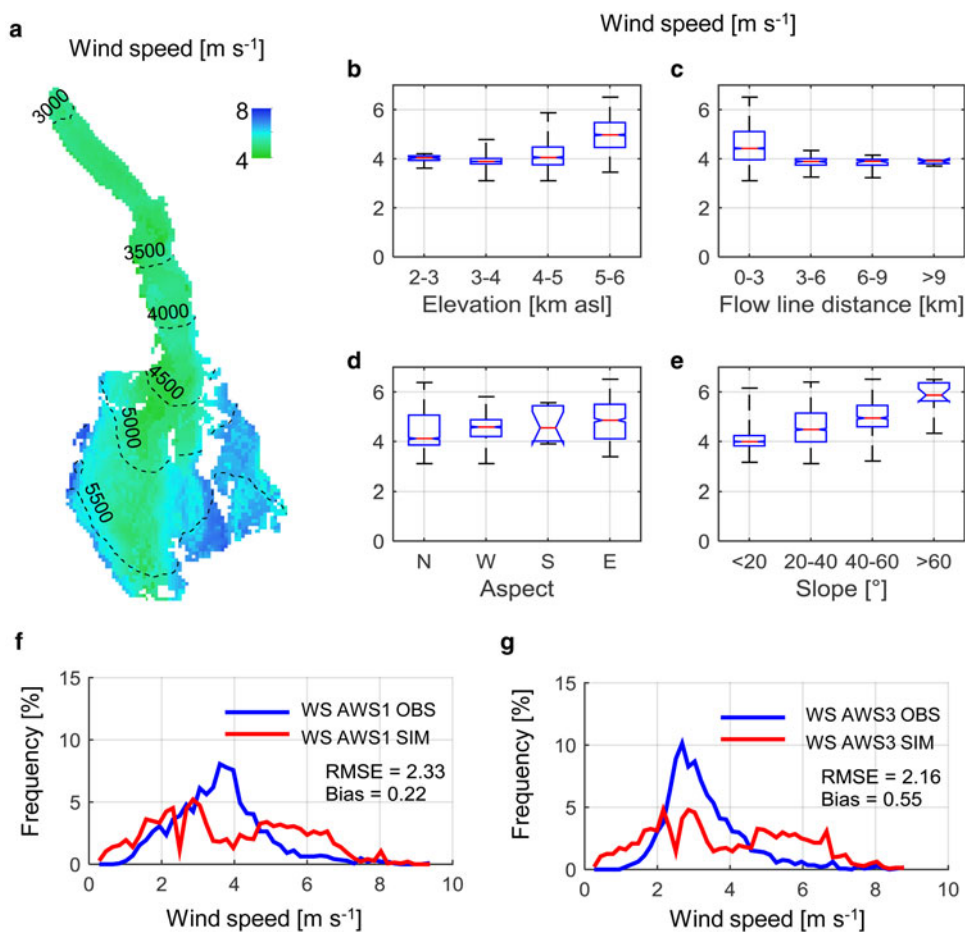 a
Wind speed [m s⁻¹]
8
4
3000
3500
4000
4500
5000
5500
Wind speed [m s⁻¹]
b
6
4
2
0
2-3 3-4 4-5 5-6
Elevation [km asl]
c
6
4
2
0
0-3 3-6 6-9 >9
Flow line distance [km]
d
6
4
2
0
N W S E
Aspect
e
6
4
2
0
<20 20-40 40-60 >60
Slope [°]
f
15
10
5
0
Frequency [%]
WS AWS1 OBS
WS AWS1 SIM
RMSE = 2.33
Bias = 0.22
0 2 4 6 8 10
Wind speed [m s⁻¹]
g
15
10
5
0
Frequency [%]
WS AWS3 OBS
WS AWS3 SIM
RMSE = 2.16
Bias = 0.55
0 2 4 6 8 10
Wind speed [m s⁻¹]